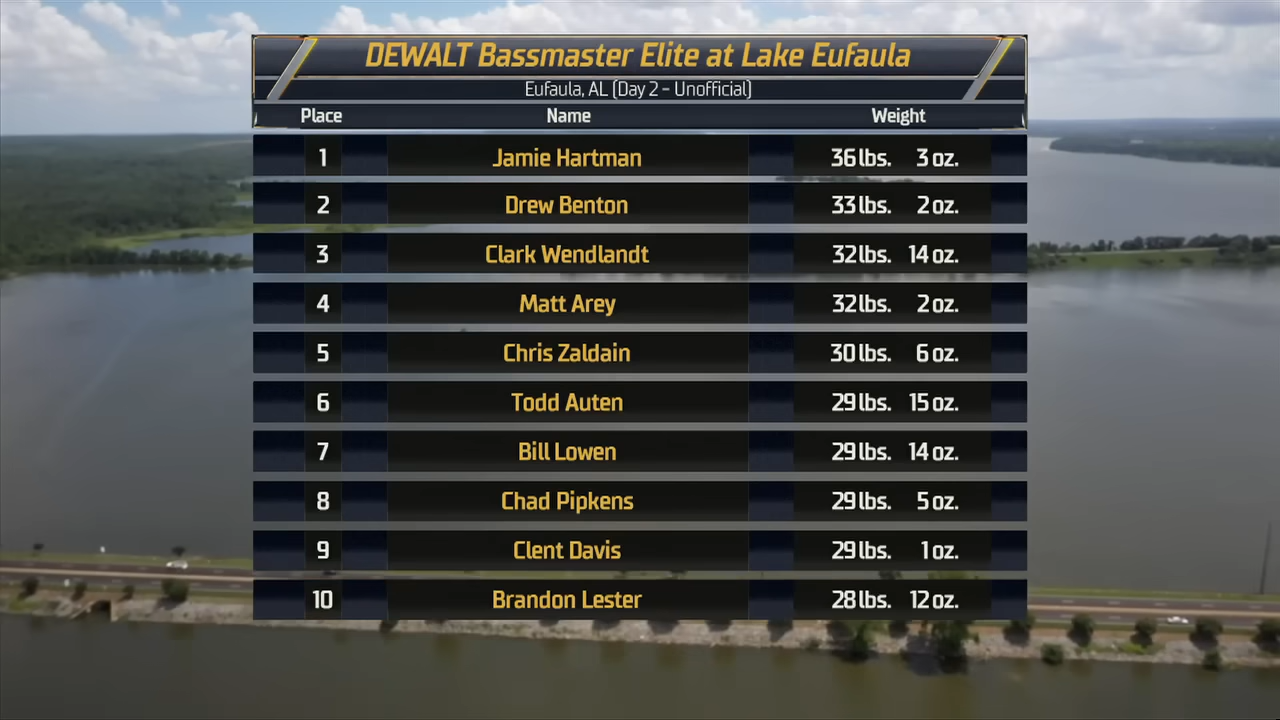 DEWALT Bassmaster Elite at Lake Eufaula
Eufaula, AL (Day 2 - Unofficial)
Place Name Weight
1 Jamie Hartman 36 lbs. 3 oz.
2 Drew Benton 33 lbs. 2 oz.
3 Clark Wendlandt 32 lbs. 14 oz.
4 Matt Arey 32 lbs. 2 oz.
5 Chris Zaldain 30 lbs. 6 oz.
6 Todd Auten 29 lbs. 15 oz.
7 Bill Lowen 29 lbs. 14 oz.
8 Chad Pipkens 29 lbs. 5 oz.
9 Clent Davis 29 lbs. 1 oz.
10 Brandon Lester 28 lbs. 12 oz.